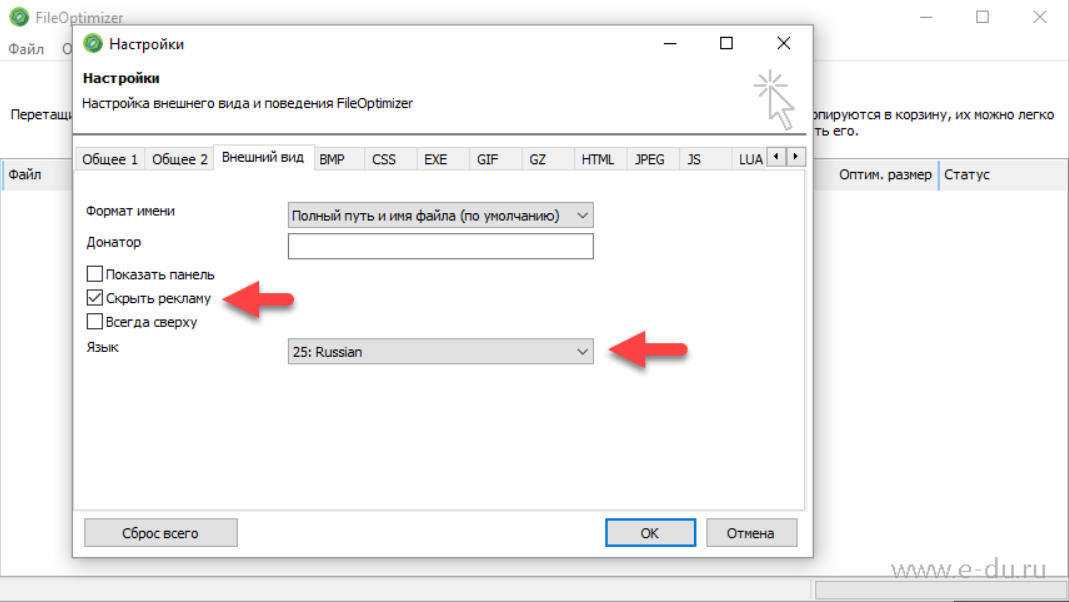 FileOptimizer
Файл О
Настройки
Настройки
Настройка внешнего вида и поведения FileOptimizer
Перетащи
опируются в корзину, их можно легко
ть его.
Общее 1 Общее 2 Внешний вид BMP CSS EXE GIF GZ HTML JPEG JS LUA
Файл
Оптим. размер Статус
Формат имени
Полный путь и имя файла (по умолчанию)
Донатор
Показать панель
Скрыть рекламу
Всегда сверху
Язык
25: Russian
Сброс всего
OK
Отмена
www.e-du.ru